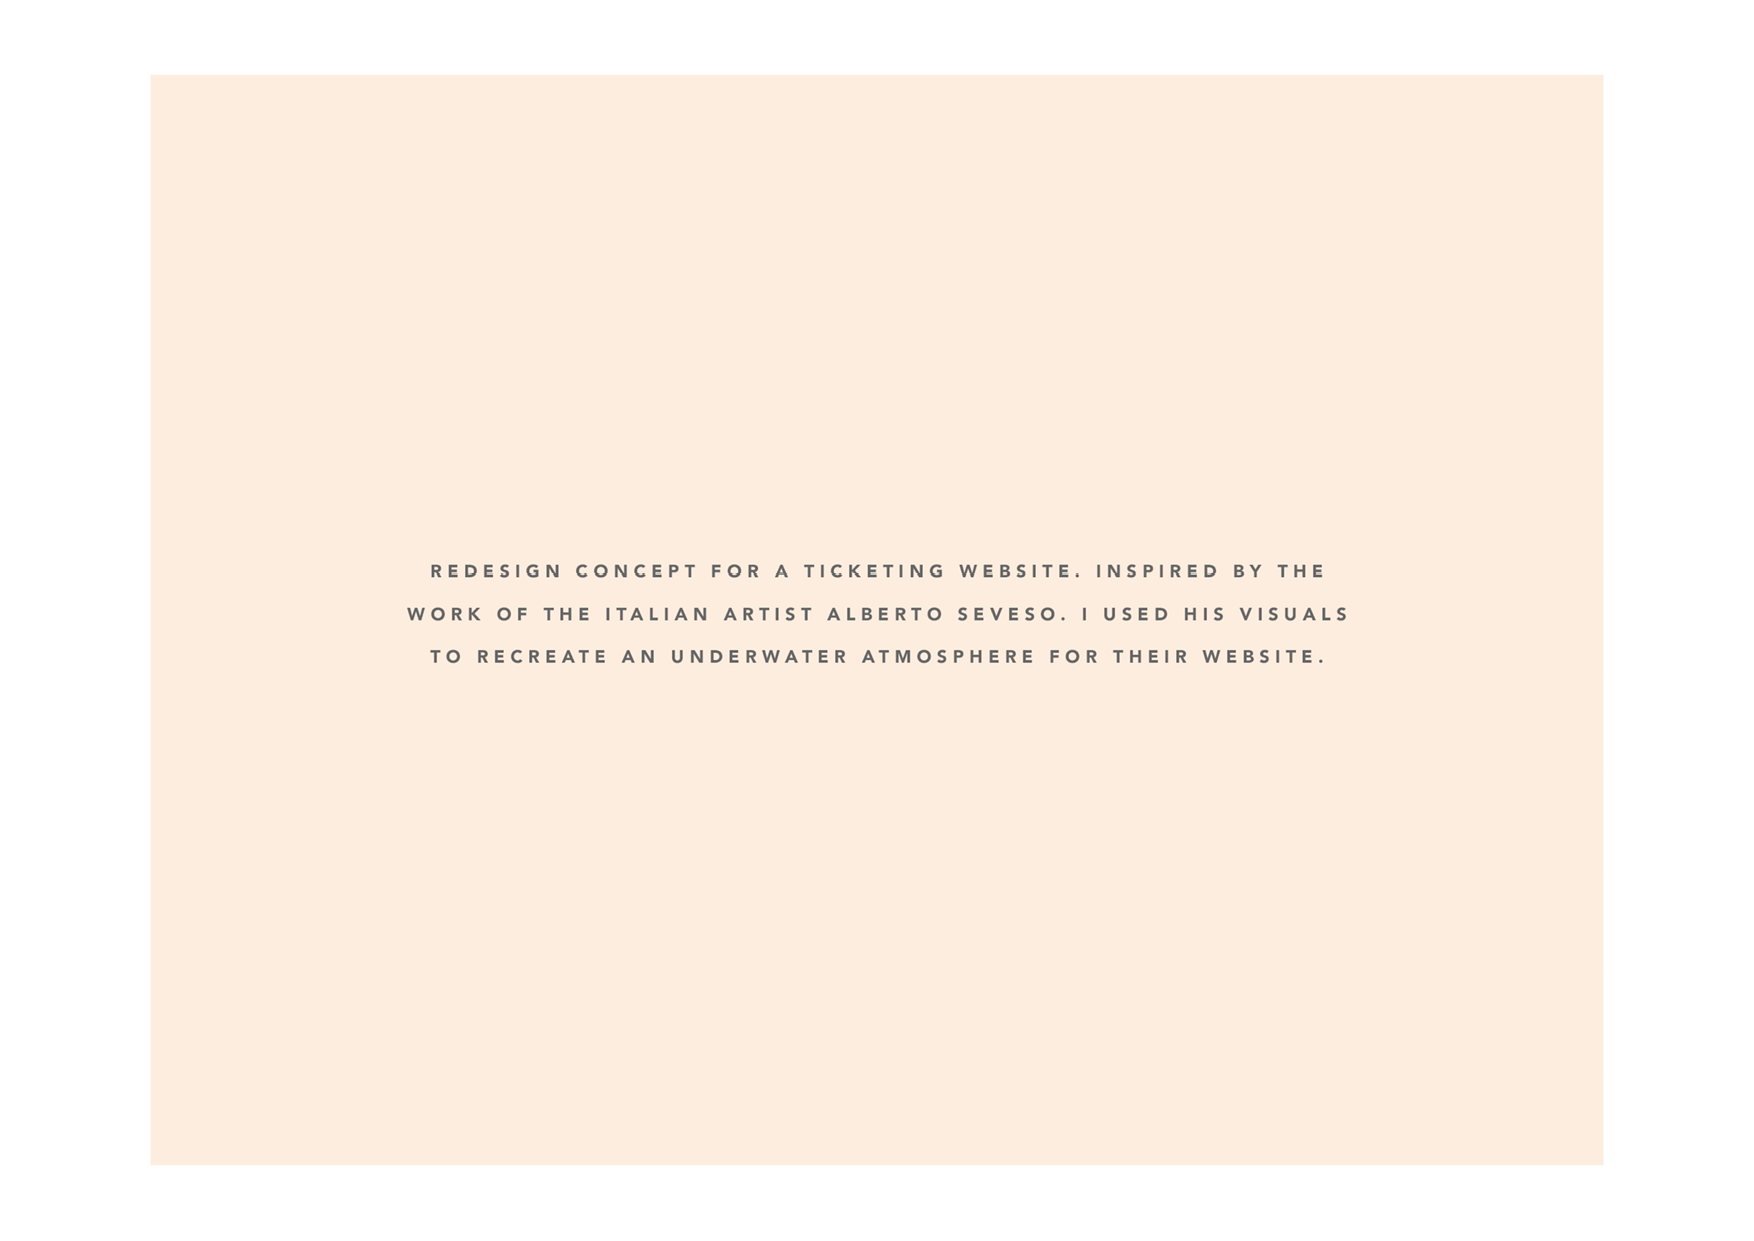 REDESIGN CONCEPT FOR A TICKETING WEBSITE. INSPIRED BY THE
WORK OF THE ITALIAN ARTIST ALBERTO SEVESO. I USED HIS VISUALS
TO RECREATE AN UNDERWATER ATMOSPHERE FOR THEIR WEBSITE.